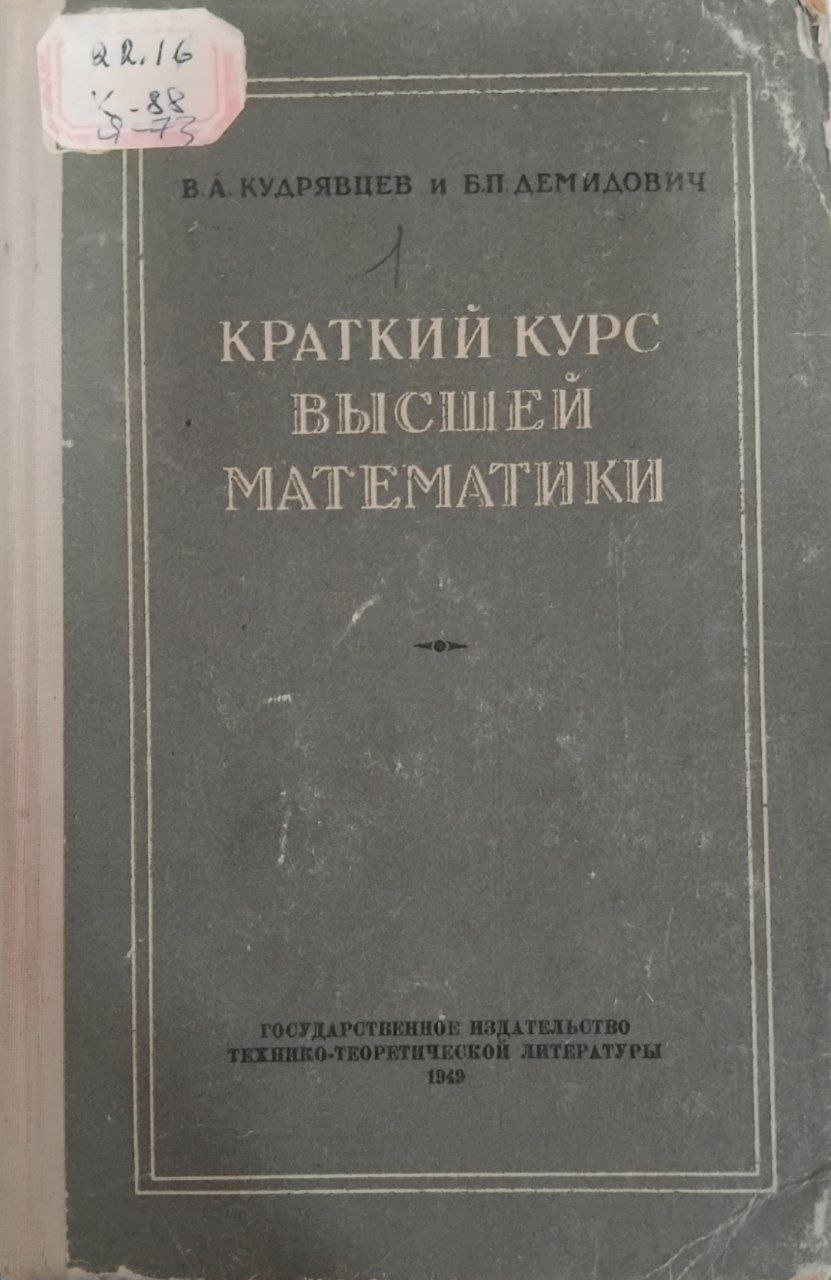 22.16
К-88
я-73
В.А. КУДРЯВЦЕВ И Б.П. ДЕМИДОВИЧ
1
КРАТКИЙ КУРС
ВЫСШЕЙ
МАТЕМАТИКИ
ГОСУДАРСТВЕННОЕ ИЗДАТЕЛЬСТВО
ТЕХНИКО-ТЕОРЕТИЧЕСКОЙ ЛИТЕРАТУРЫ
1949